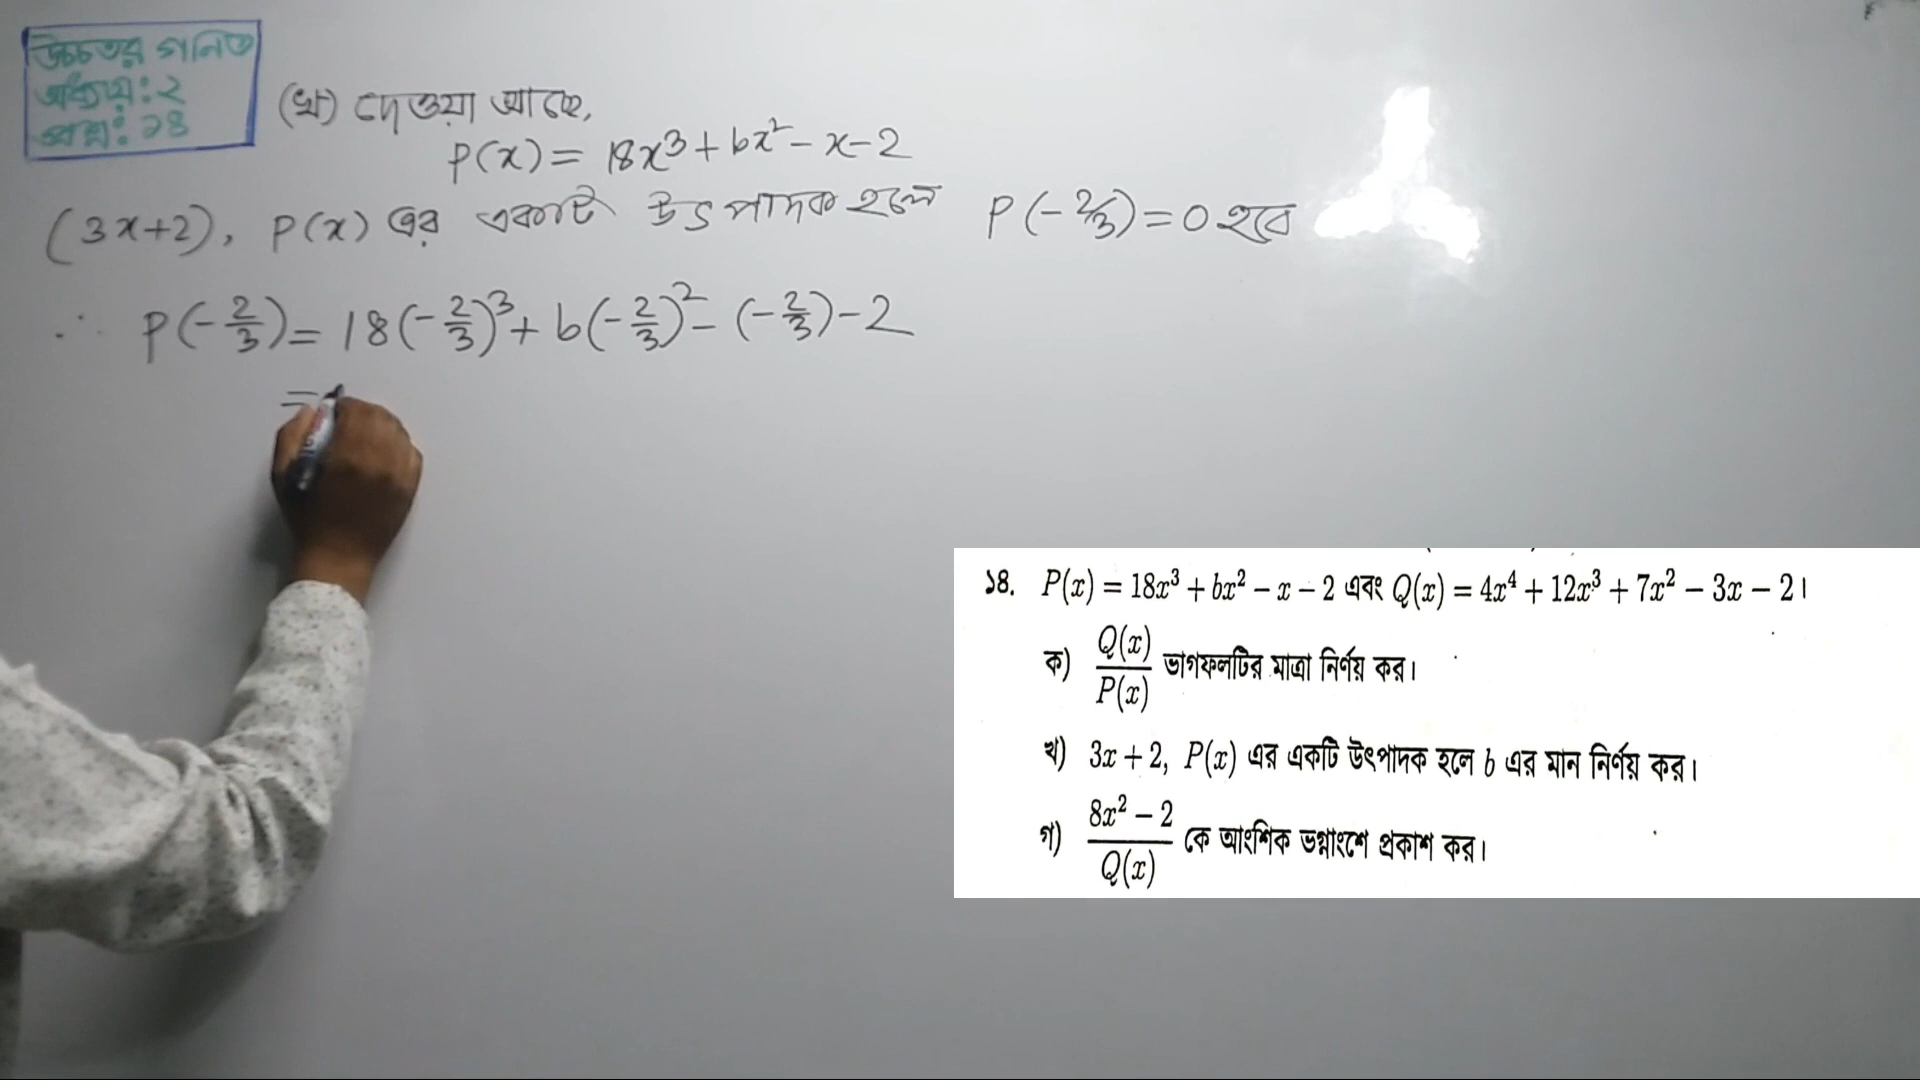 উচ্চতর গনিত
অধ্যায়: ২
প্রশ্ন: ১৪
(খ) দেওয়া আছে,
P(x) = 18x³ + bx² - x - 2
(3x+2), P(x) এর একটি উৎপাদক হলে P(-2/3) = 0 হবে
∴ P(-2/3) = 18(-2/3)³ + b(-2/3)² - (-2/3) - 2
=
১৪. P(x) = 18x³ + bx² − x − 2 এবং Q(x) = 4x⁴ + 12x³ + 7x² − 3x − 2।
ক) Q(x)/P(x) ভাগফলটির মাত্রা নির্ণয় কর।
খ) 3x + 2, P(x) এর একটি উৎপাদক হলে b এর মান নির্ণয় কর।
গ) (8x² − 2)/Q(x) কে আংশিক ভগ্নাংশে প্রকাশ কর।